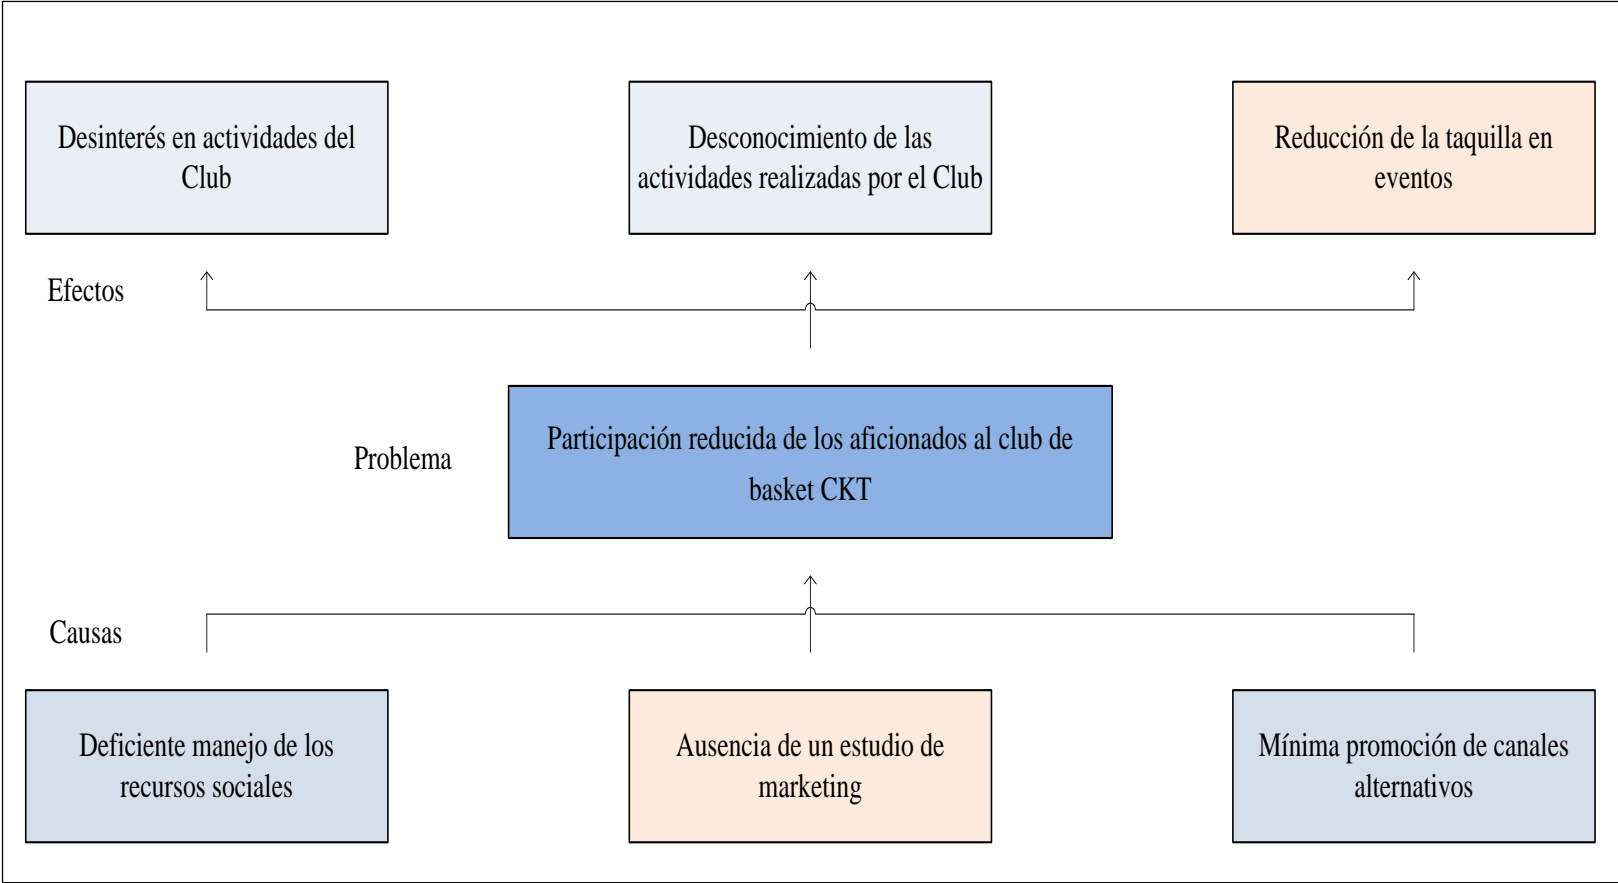 Desinterés en actividades del
Club
Desconocimiento de las
actividades realizadas por el Club
Reducción de la taquilla en
eventos
Efectos
Problema
Participación reducida de los aficionados al club de
basket CKT
Causas
Deficiente manejo de los
recursos sociales
Ausencia de un estudio de
marketing
Mínima promoción de canales
alternativos